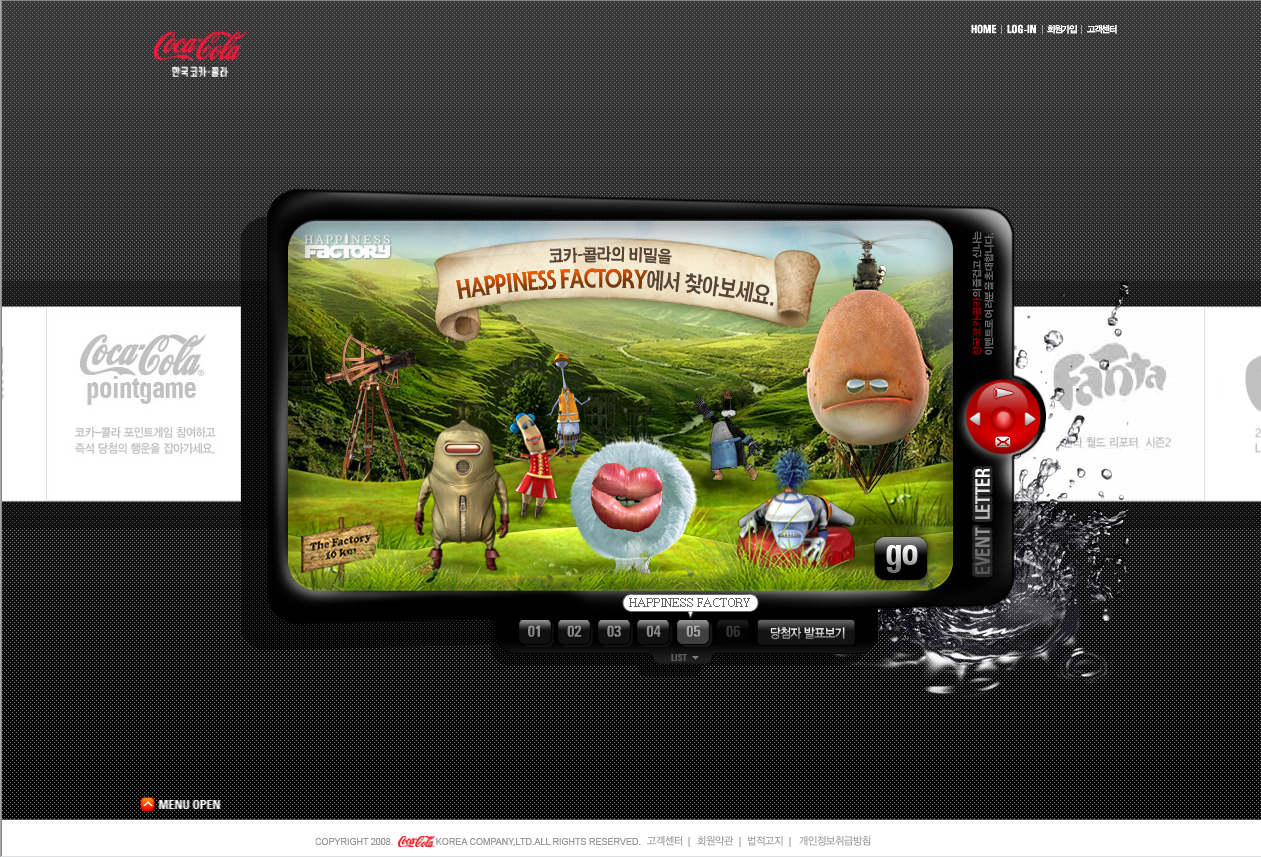 Coca-Cola
한국 코카·콜라
HOME | LOG-IN | 회원가입 | 고객센터
HAPPINESS
FACTORY
코카-콜라의 비밀을
HAPPINESS FACTORY에서 찾아보세요.
한국 코카-콜라의 즐겁고 신나는
이벤트로 여러분을 초대합니다.
Coca-Cola
pointgame
코카-콜라 포인트게임 참여하고
즉석 당첨의 행운을 잡아가세요.
Fanta
월드 리포터 시즌2
The Factory
10 km
go
EVENT LETTER
HAPPINESS FACTORY
01 02 03 04 05 06 당첨자 발표보기
LIST
MENU OPEN
COPYRIGHT 2008. Coca-Cola KOREA COMPANY,LTD.ALL RIGHTS RESERVED. 고객센터 | 회원약관 | 법적고지 | 개인정보취급방침